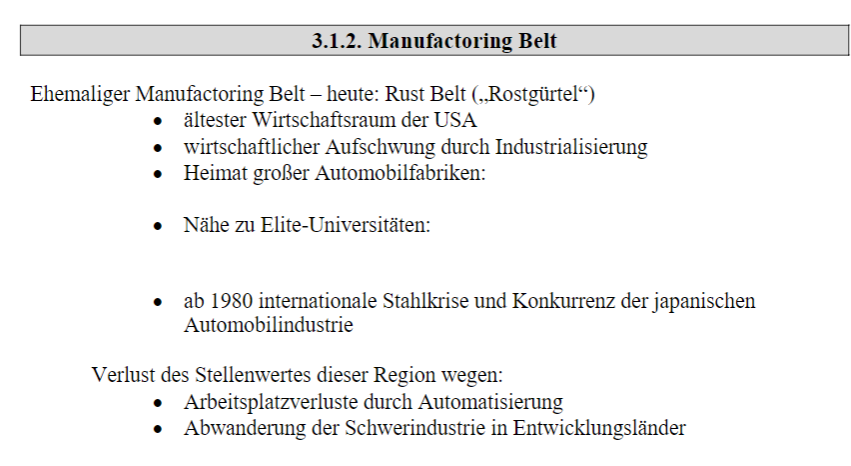 3.1.2. Manufactoring Belt
Ehemaliger Manufactoring Belt – heute: Rust Belt („Rostgürtel“)
• ältester Wirtschaftsraum der USA
• wirtschaftlicher Aufschwung durch Industrialisierung
• Heimat großer Automobilfabriken:
• Nähe zu Elite-Universitäten:
• ab 1980 internationale Stahlkrise und Konkurrenz der japanischen
Automobilindustrie
Verlust des Stellenwertes dieser Region wegen:
• Arbeitsplatzverluste durch Automatisierung
• Abwanderung der Schwerindustrie in Entwicklungsländer